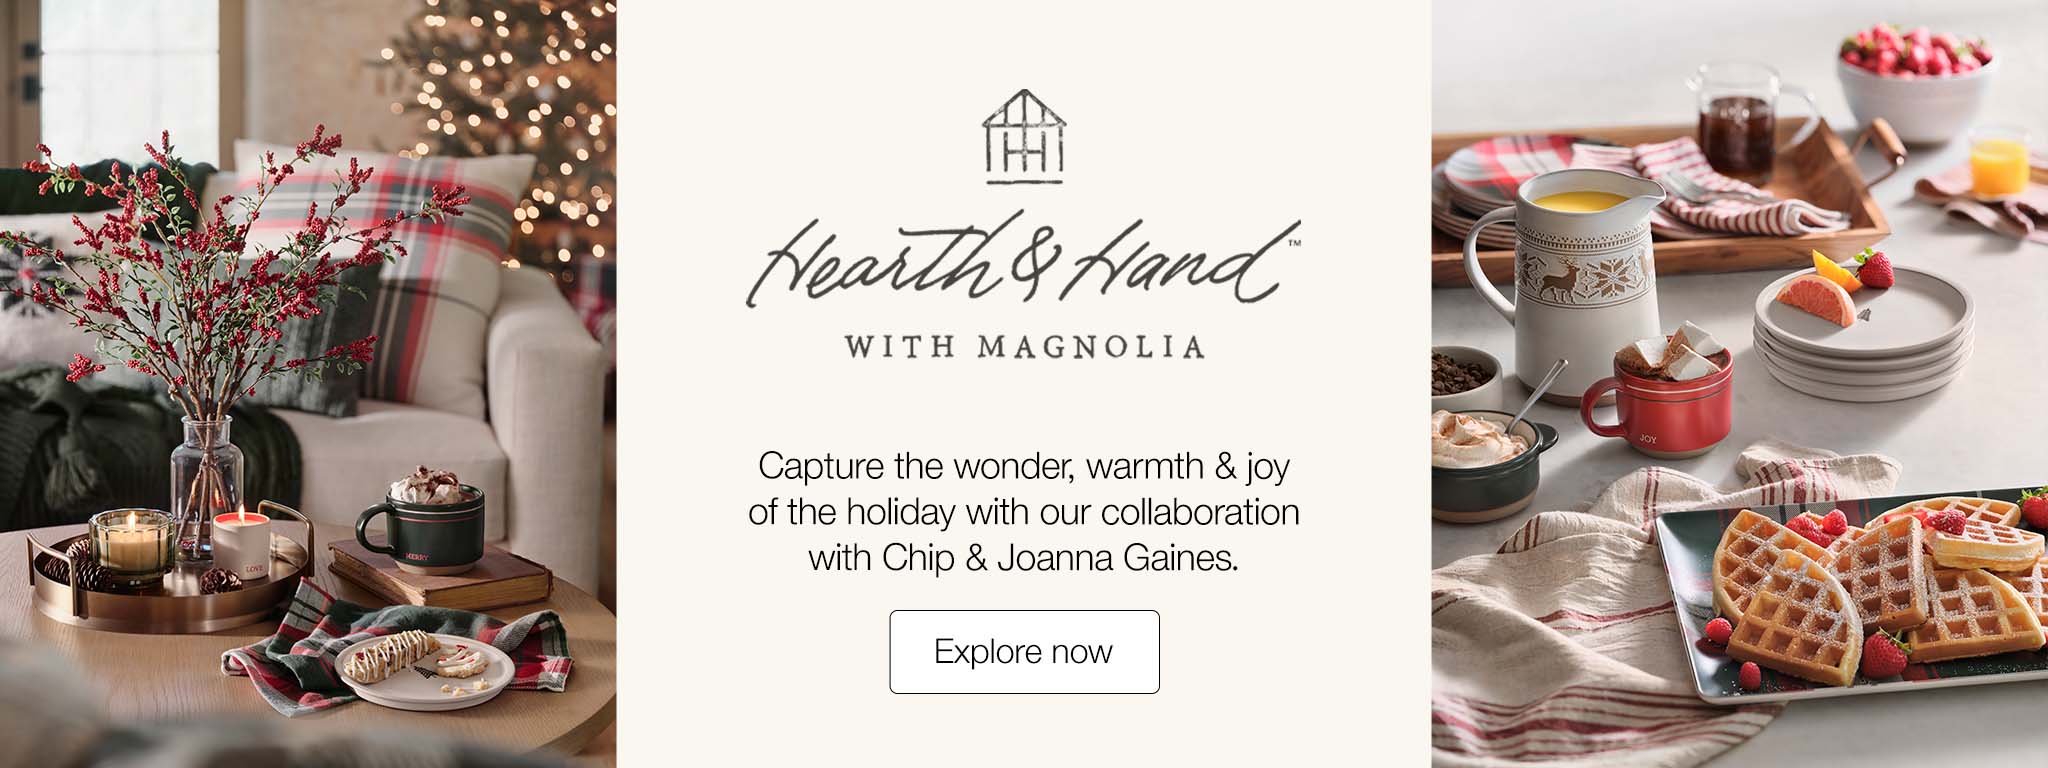 Hearth & Hand™
WITH MAGNOLIA
Capture the wonder, warmth & joy
of the holiday with our collaboration
with Chip & Joanna Gaines.
Explore now
LOVE
MERRY
JOY